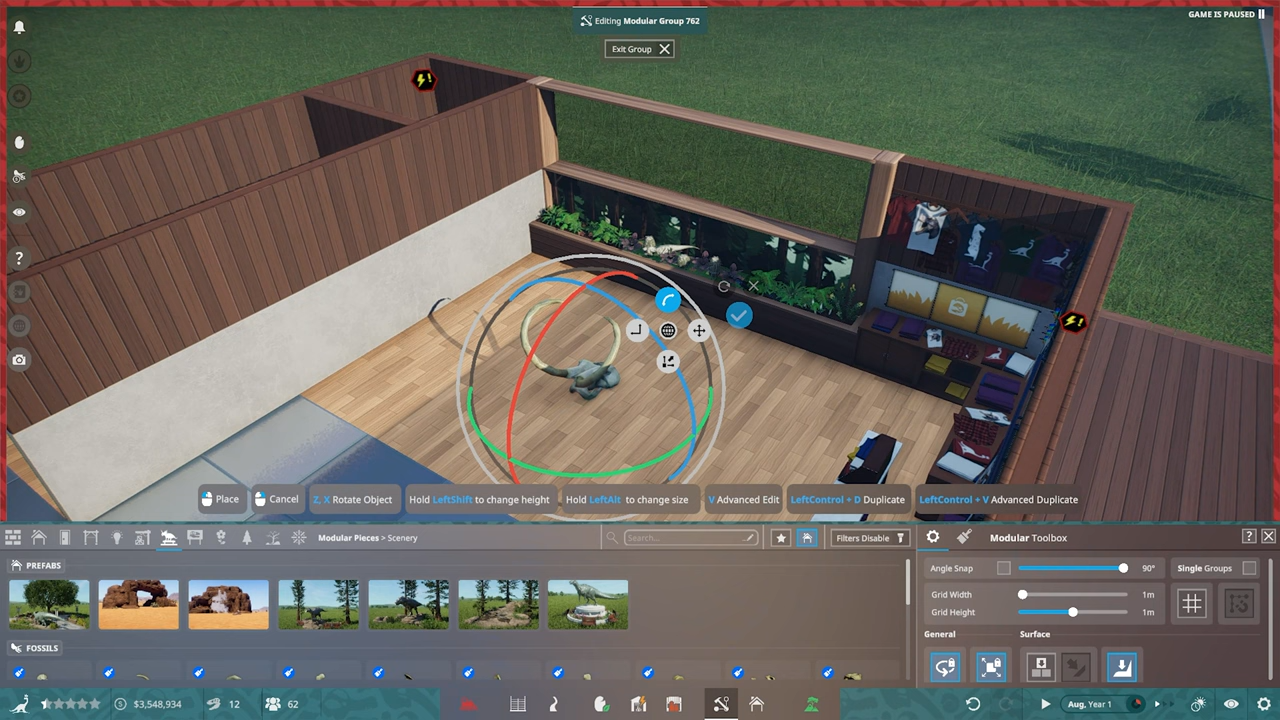 Editing Modular Group 762
GAME IS PAUSED
Exit Group
Place
Cancel
Z, X Rotate Object
Hold LeftShift to change height
Hold LeftAlt to change size
V Advanced Edit
LeftControl + D Duplicate
LeftControl + V Advanced Duplicate
Modular Pieces > Scenery
Search...
Filters Disable
Modular Toolbox
?
PREFABS
Angle Snap
90°
Single Groups
Grid Width
1m
Grid Height
1m
General
Surface
FOSSILS
$3,548,934
12
62
Aug, Year 1